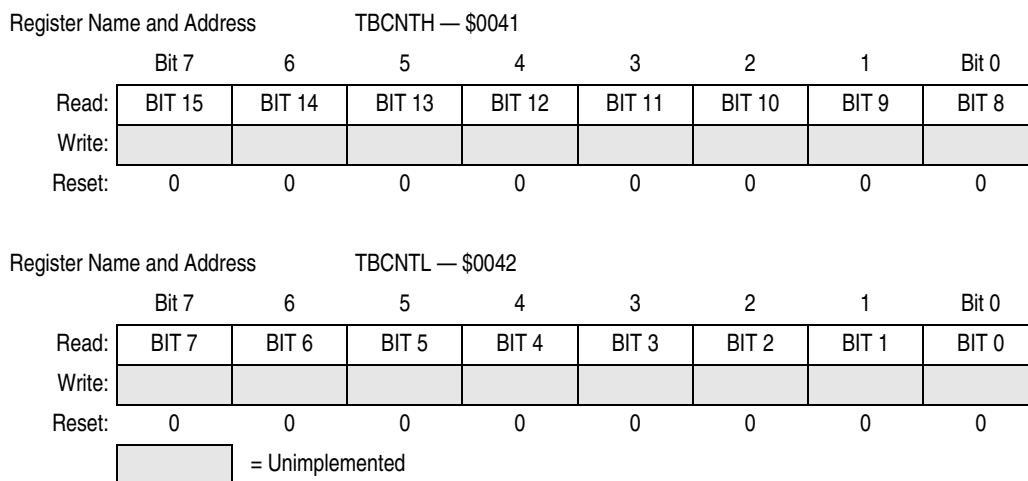 Register Name and Address TBCNTH — $0041
Bit 7 6 5 4 3 2 1 Bit 0
Read: BIT 15 BIT 14 BIT 13 BIT 12 BIT 11 BIT 10 BIT 9 BIT 8
Write:
Reset: 0 0 0 0 0 0 0 0
Register Name and Address TBCNTL — $0042
Bit 7 6 5 4 3 2 1 Bit 0
Read: BIT 7 BIT 6 BIT 5 BIT 4 BIT 3 BIT 2 BIT 1 BIT 0
Write:
Reset: 0 0 0 0 0 0 0 0
= Unimplemented